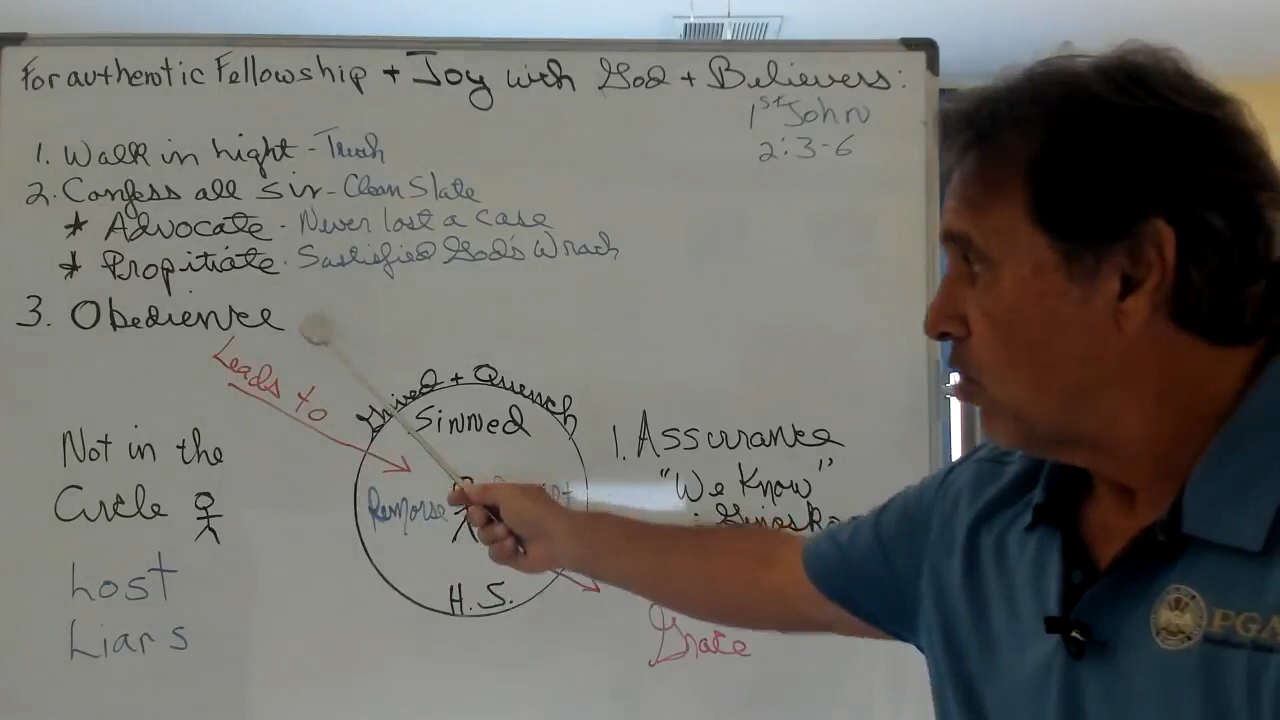 For authentic Fellowship + Joy with God + Believers:
1st John
2:3-6
1. Walk in Light - Truth
2. Confess all sin - Clean Slate
* Advocate - Never lost a case
* Propitiate - Satisfied God's Wrath
3. Obedience
Leads to
Grieved + Quench
Sinned
Not in the
Circle
Remorse
H.S.
1. Assurance
"We Know"
Lost
Liars
Grace
PGA